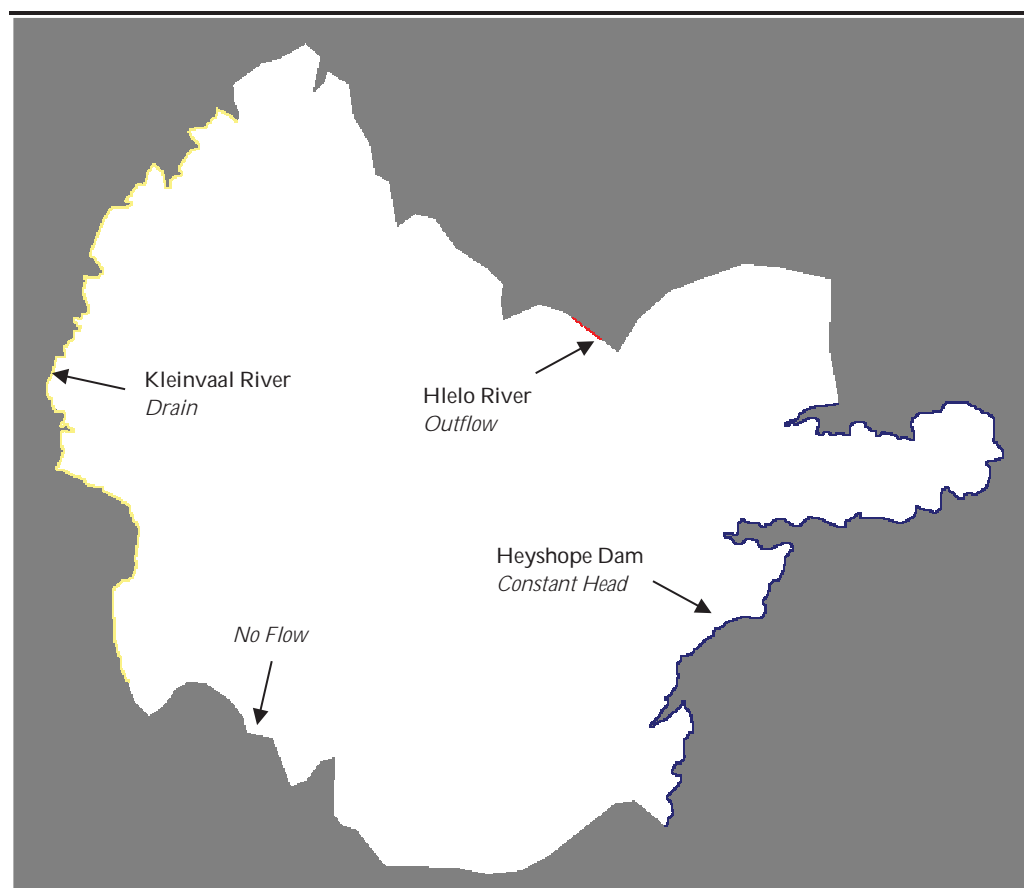 Kleinvaal River
Drain
Hlelo River
Outflow
Heyshope Dam
Constant Head
No Flow